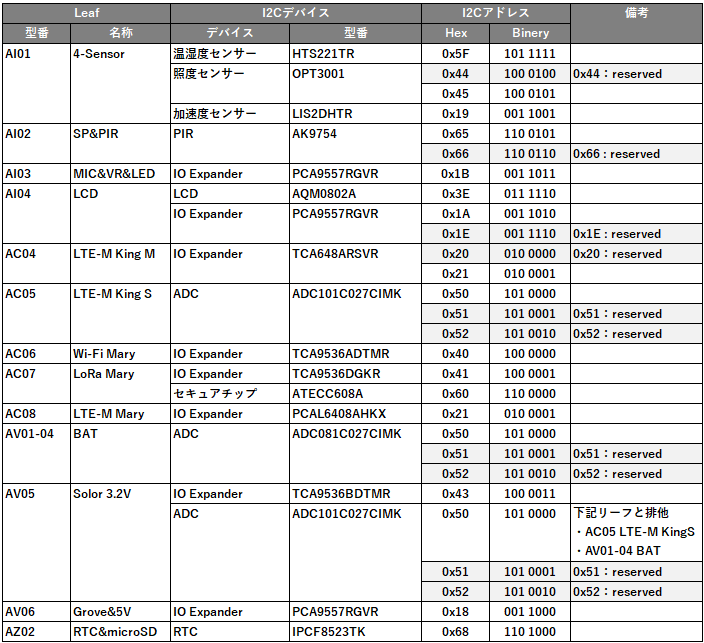 Leaf I2Cデバイス I2Cアドレス 備考
型番 名称 デバイス 型番 Hex Binery
AI01 4-Sensor 温湿度センサー HTS221TR 0x5F 101 1111
照度センサー OPT3001 0x44 100 0100 0x44：reserved
0x45 100 0101
加速度センサー LIS2DHTR 0x19 001 1001
AI02 SP&PIR PIR AK9754 0x65 110 0101
0x66 110 0110 0x66 : reserved
AI03 MIC&VR&LED IO Expander PCA9557RGVR 0x1B 001 1011
AI04 LCD LCD AQM0802A 0x3E 011 1110
IO Expander PCA9557RGVR 0x1A 001 1010
0x1E 001 1110 0x1E : reserved
AC04 LTE-M King M IO Expander TCA648ARSVR 0x20 010 0000 0x20：reserved
0x21 010 0001
AC05 LTE-M King S ADC ADC101C027CIMK 0x50 101 0000
0x51 101 0001 0x51：reserved
0x52 101 0010 0x52：reserved
AC06 Wi-Fi Mary IO Expander TCA9536ADTMR 0x40 100 0000
AC07 LoRa Mary IO Expander TCA9536DGKR 0x41 100 0001
セキュアチップ ATECC608A 0x60 110 0000
AC08 LTE-M Mary IO Expander PCAL6408AHKX 0x21 010 0001
AV01-04 BAT ADC ADC081C027CIMK 0x50 101 0000
0x51 101 0001 0x51：reserved
0x52 101 0010 0x52：reserved
AV05 Solor 3.2V IO Expander TCA9536BDTMR 0x43 100 0011
ADC ADC101C027CIMK 0x50 101 0000 下記リーフと排他
・AC05 LTE-M KingS
・AV01-04 BAT
0x51 101 0001 0x51：reserved
0x52 101 0010 0x52：reserved
AV06 Grove&5V IO Expander PCA9557RGVR 0x18 001 1000
AZ02 RTC&microSD RTC IPCF8523TK 0x68 110 1000